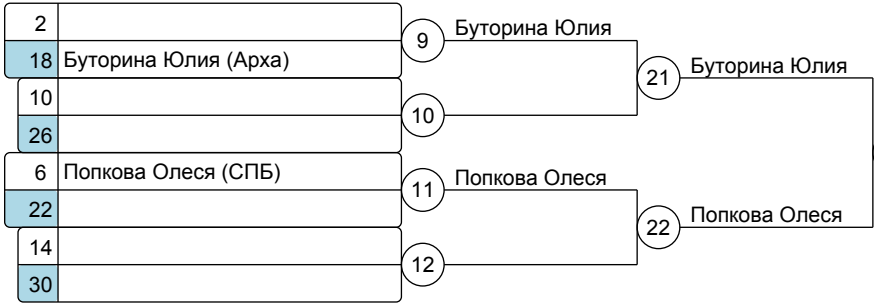 2
9 Буторина Юлия
18 Буторина Юлия (Арха)
21 Буторина Юлия
10
10
26
6 Попкова Олеся (СПБ)
11 Попкова Олеся
22
22 Попкова Олеся
14
12
30